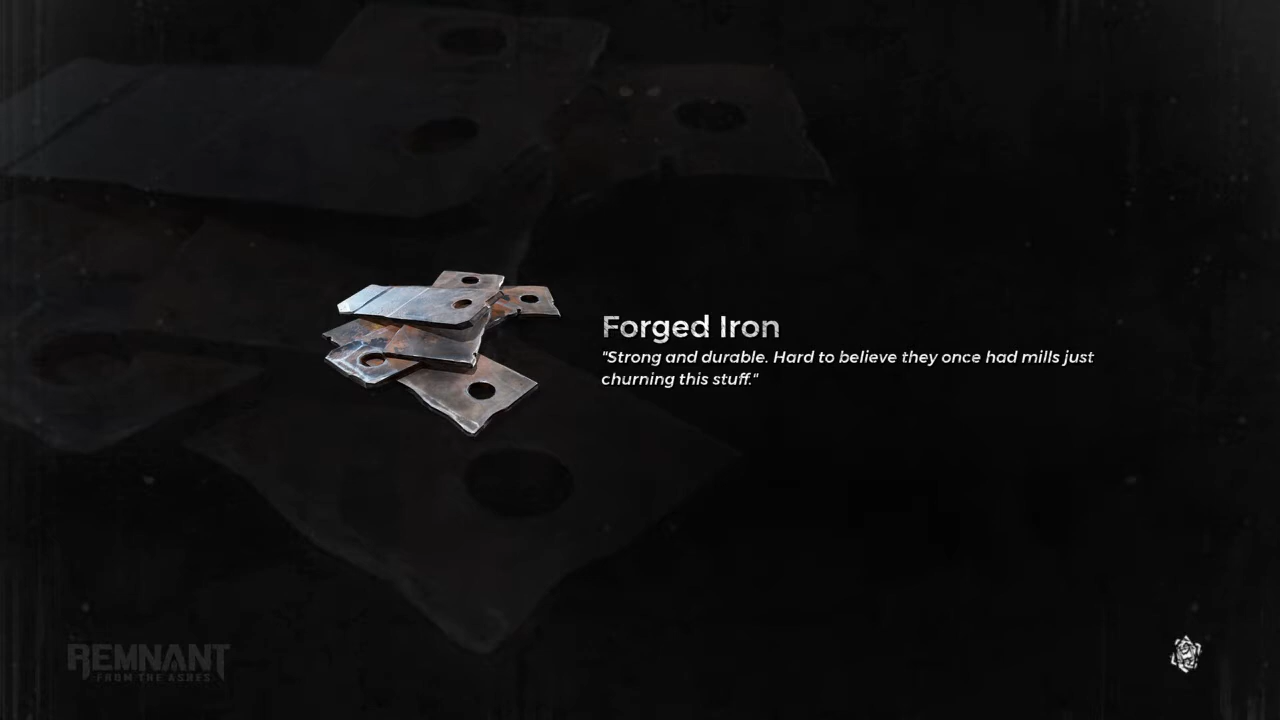 Forged Iron
"Strong and durable. Hard to believe they once had mills just
churning this stuff."
REMNANT
FROM THE ASHES